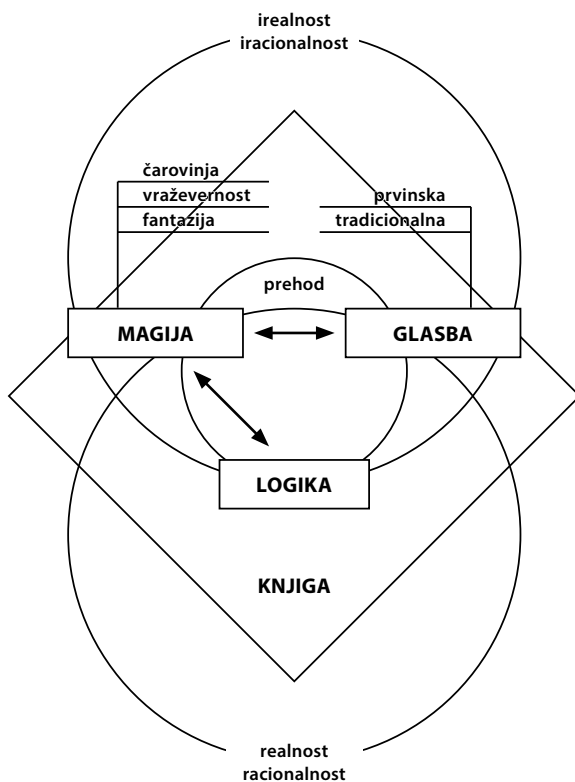 irealnost
iracionalnost
čarovinja
vraževernost
fantazija
prvinska
tradicionalna
prehod
MAGIJA
GLASBA
LOGIKA
KNJIGA
realnost
racionalnost